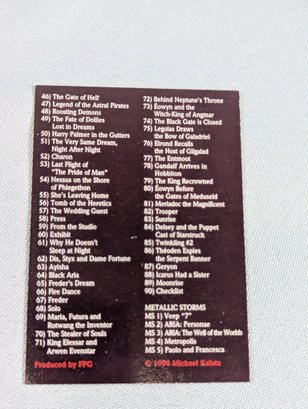 46) The Gate of Hell
47) Legend of the Astral Pirates
48) Roosting Demons
49) The Fate of Dollies
Lost in Dreams
50) Harry Palmer in the Gutters
51) The Very Same Dream,
Night After Night
52) Charon
53) Last Flight of
"The Pride of Man"
54) Nessus on the Shore
of Phlegethon
55) She's Leaving Home
56) Tomb of the Heretics
57) The Wedding Guest
58) Press
59) From the Studio
60) Exhibit
61) Why He Doesn't
Sleep at Night
62) Dis, Styx and Dame Fortune
63) Ayisha
64) Black Aria
65) Freder's Dream
66) Fire Dance
67) Feder
68) Solo
69) Maria, Futura and
Rotwang the Inventor
70) The Stealer of Souls
71) King Elessar and
Arwen Evenstar
Produced by FPG
72) Behind Neptune's Throne
73) Eowyn and the
Witch-King of Angmar
74) The Black Gate is Closed
75) Legolas Draws
the Bow of Galadriel
76) Elrond Recalls
the Host of Gilgalad
77) The Entmoot
78) Gandalf Arrives in
Hobbiton
79) The King Recrowned
80) Eowyn Before
the Gates of Meduseld
81) Meriadoc the Magnificent
82) Trooper
83) Sunrise
84) Delsey and the Puppet
Cast of Starstruck
85) Twinkling #2
86) Theoden Espies
the Serpent Banner
87) Geryon
88) Icarus Had a Sister
89) Moonrise
90) Checklist
METALLIC STORMS
MS 1) Veep "7"
MS 2) ARIA: Personae
MS 3) ARIA: The Well of the Worlds
MS 4) Metropolis
MS 5) Paolo and Francesca
© 1994 Michael Kaluta